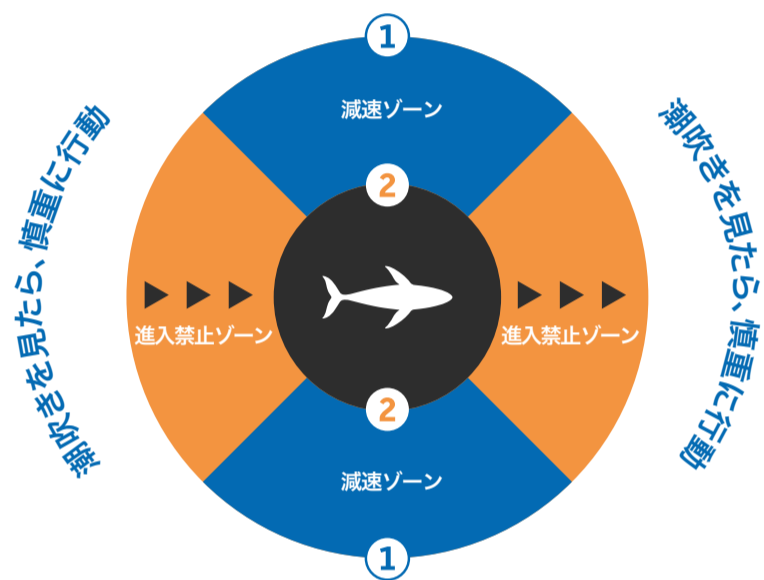 1
減速ゾーン
2
潮吹きを見たら、慎重に行動
潮吹きを見たら、慎重に行動
進入禁止ゾーン
進入禁止ゾーン
2
減速ゾーン
1